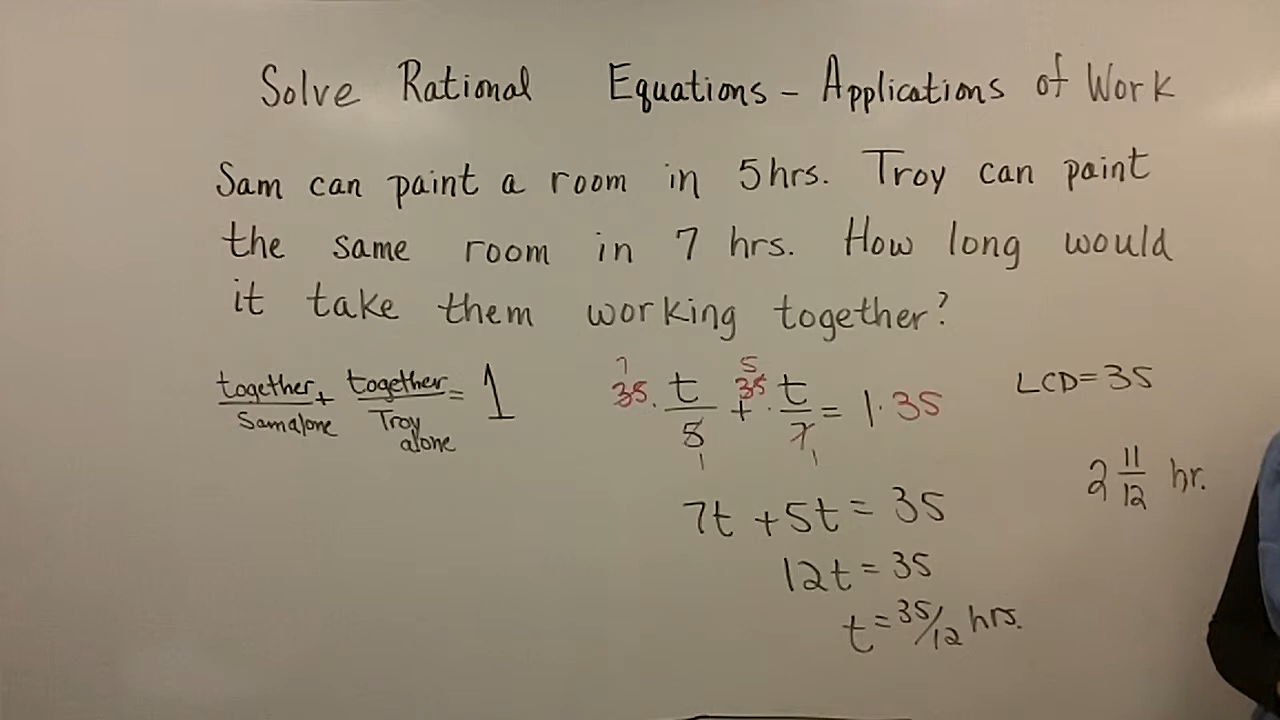 Solve Rational Equations - Applications of Work
Sam can paint a room in 5hrs. Troy can paint
the same room in 7 hrs. How long would
it take them working together?
together/Sam alone + together/Troy alone = 1
7 5
35 · t/5 + 35 · t/7 = 1·35
1 1
LCD=35
7t + 5t = 35
12t = 35
t = 35/12 hrs.
2 11/12 hr.